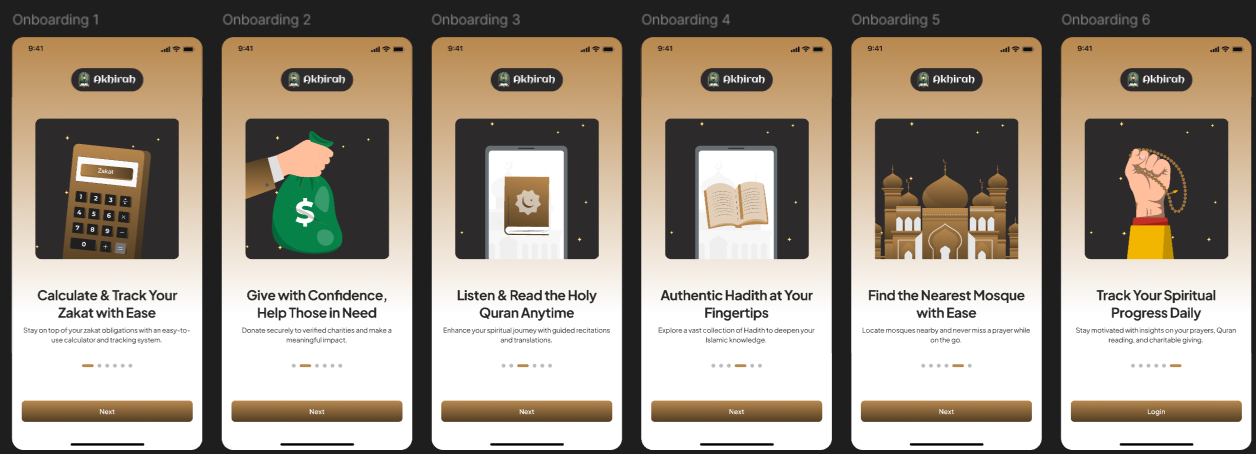 Onboarding 1
9:41
Akhirah
Zakat
1 2 3 ÷
4 5 6 ×
7 8 9 −
0 + =
Calculate & Track Your
Zakat with Ease
Stay on top of your zakat obligations with an easy-to-
use calculator and tracking system.
Next
Onboarding 2
9:41
Akhirah
$
Give with Confidence,
Help Those in Need
Donate securely to verified charities and make a
meaningful impact.
Next
Onboarding 3
9:41
Akhirah
Listen & Read the Holy
Quran Anytime
Enhance your spiritual journey with guided recitations
and translations.
Next
Onboarding 4
9:41
Akhirah
Authentic Hadith at Your
Fingertips
Explore a vast collection of Hadith to deepen your
Islamic knowledge.
Next
Onboarding 5
9:41
Akhirah
Find the Nearest Mosque
with Ease
Locate mosques nearby and never miss a prayer while
on the go.
Next
Onboarding 6
9:41
Akhirah
Track Your Spiritual
Progress Daily
Stay motivated with insights on your prayers, Quran
reading, and charitable giving.
Login